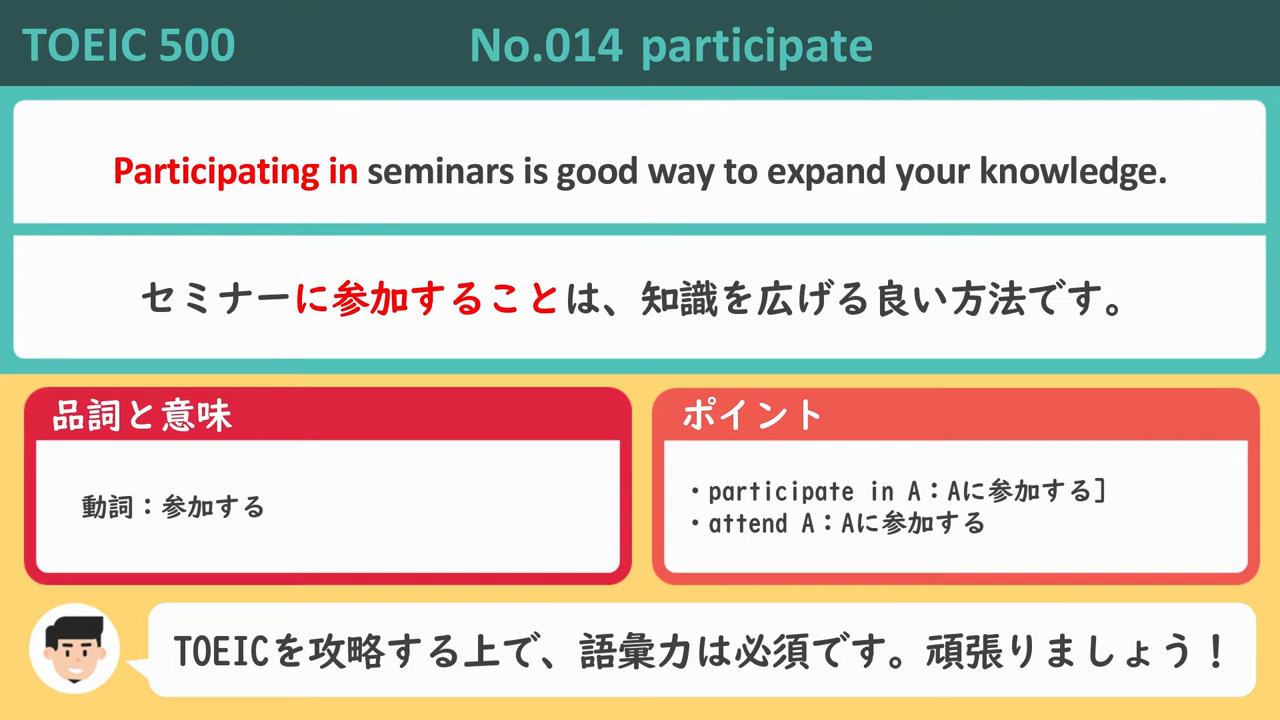 TOEIC 500
No.014 participate
Participating in seminars is good way to expand your knowledge.
セミナーに参加することは、知識を広げる良い方法です。
品詞と意味
動詞：参加する
ポイント
・participate in A：Aに参加する]
・attend A：Aに参加する
TOEICを攻略する上で、語彙力は必須です。頑張りましょう！